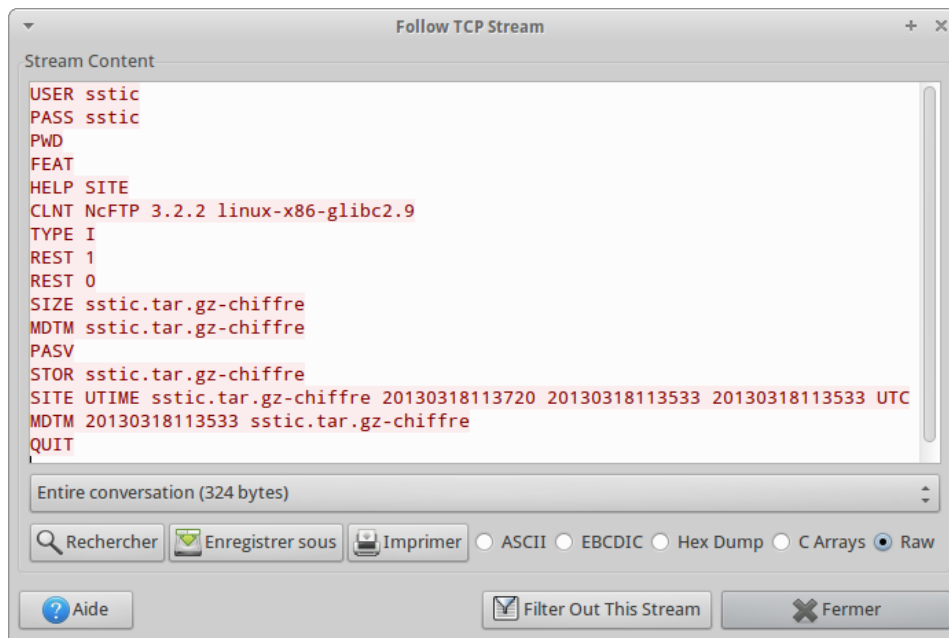 Follow TCP Stream
Stream Content
USER sstic
PASS sstic
PWD
FEAT
HELP SITE
CLNT NcFTP 3.2.2 linux-x86-glibc2.9
TYPE I
REST 1
REST 0
SIZE sstic.tar.gz-chiffre
MDTM sstic.tar.gz-chiffre
PASV
STOR sstic.tar.gz-chiffre
SITE UTIME sstic.tar.gz-chiffre 20130318113720 20130318113533 20130318113533 UTC
MDTM 20130318113533 sstic.tar.gz-chiffre
QUIT
Entire conversation (324 bytes)
Rechercher Enregistrer sous Imprimer ASCII EBCDIC Hex Dump C Arrays Raw
Aide Filter Out This Stream Fermer